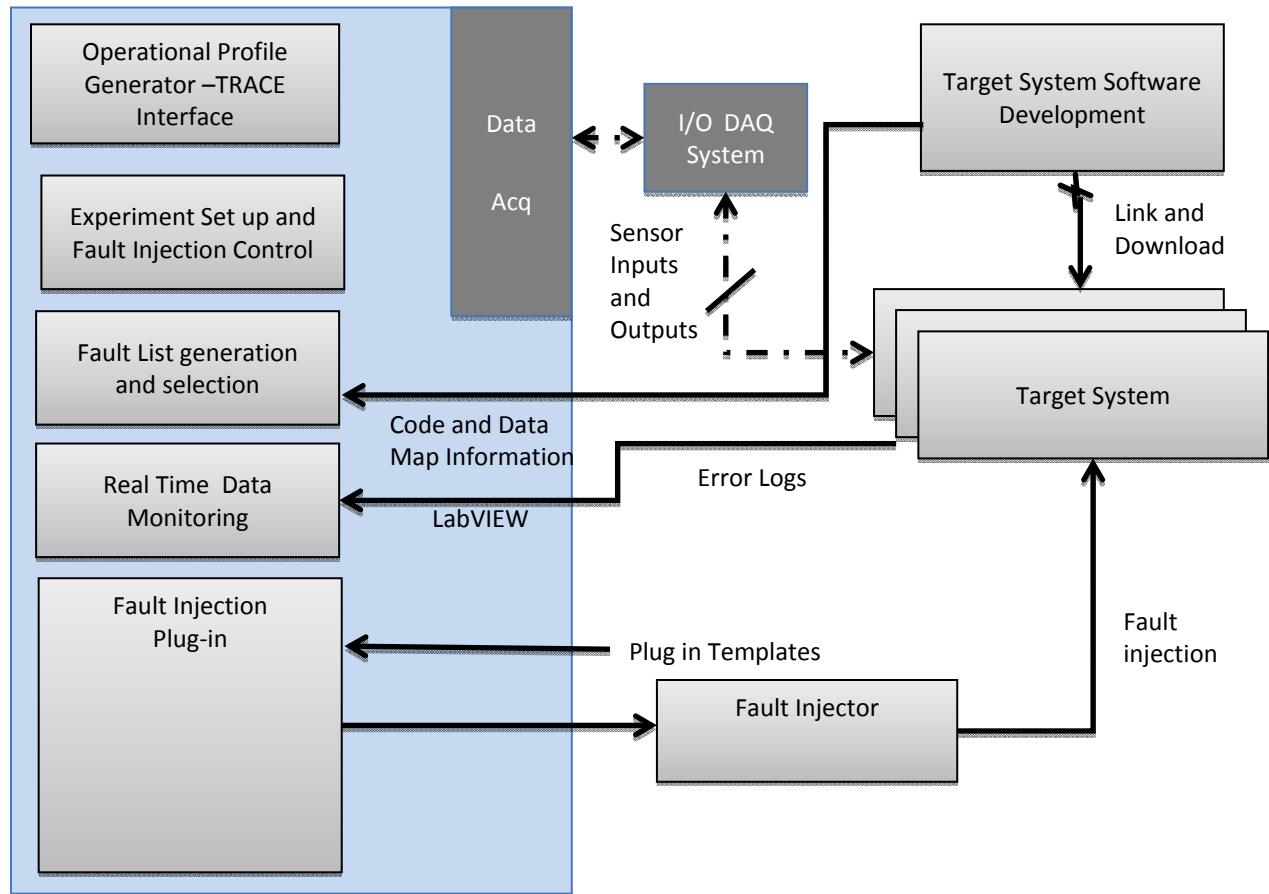 Operational Profile
Generator –TRACE
Interface
Experiment Set up and
Fault Injection Control
Fault List generation
and selection
Real Time  Data
Monitoring
Fault Injection
Plug-in
Data
Acq
I/O  DAQ
System
Sensor
Inputs
and
Outputs
Target System Software
Development
Link and
Download
Target System
Code and Data
Map Information
Error Logs
LabVIEW
Plug in Templates
Fault Injector
Fault
injection